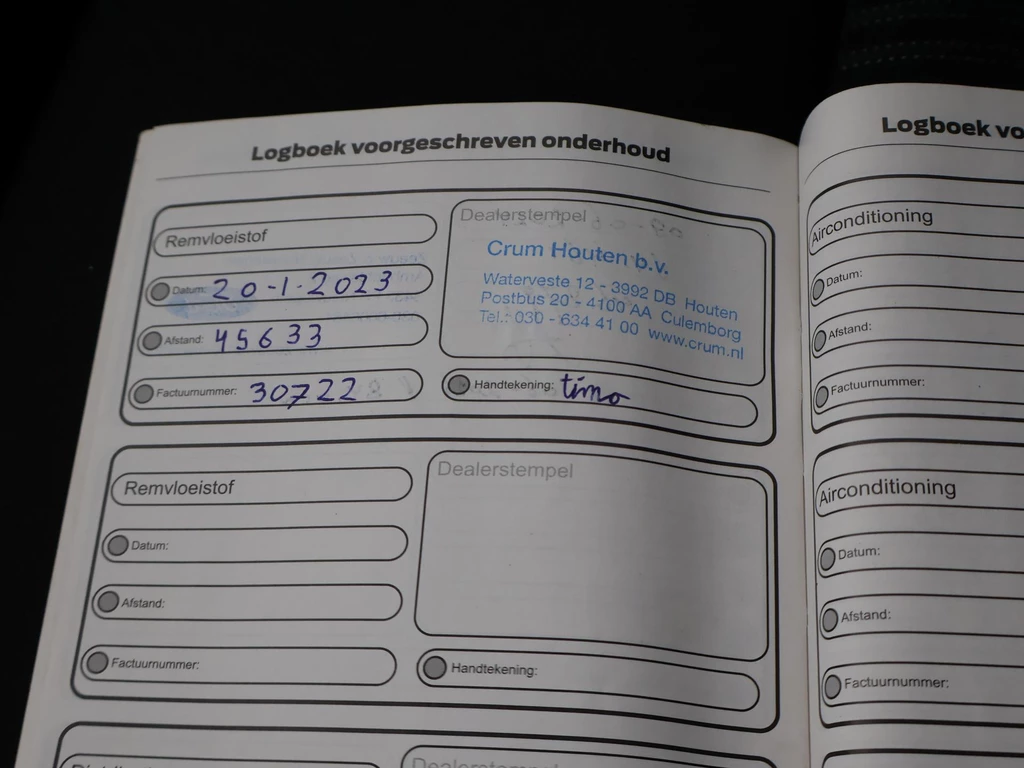 Logboek voorgeschreven onderhoud
Remvloeistof
Datum: 20-1-2023
Afstand: 45633
Factuurnummer: 30722
Dealerstempel
Crum Houten b.v.
Waterveste 12 - 3992 DB Houten
Postbus 20 - 4100 AA Culemborg
Tel.: 030 - 634 41 00 www.crum.nl
Handtekening: timo
Remvloeistof
Datum:
Afstand:
Factuurnummer:
Dealerstempel
Handtekening:
Dealerstempel
Logboek vo
Airconditioning
Datum:
Afstand:
Factuurnummer:
Airconditioning
Datum:
Afstand:
Factuurnummer: